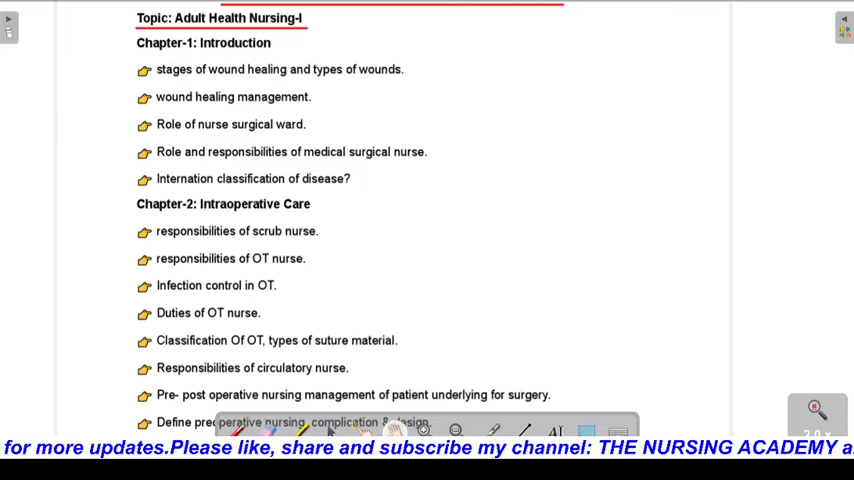 Topic: Adult Health Nursing-I
Chapter-1: Introduction
stages of wound healing and types of wounds.
wound healing management.
Role of nurse surgical ward.
Role and responsibilities of medical surgical nurse.
Internation classification of disease?
Chapter-2: Intraoperative Care
responsibilities of scrub nurse.
responsibilities of OT nurse.
Infection control in OT.
Duties of OT nurse.
Classification Of OT, types of suture material.
Responsibilities of circulatory nurse.
Pre- post operative nursing management of patient underlying for surgery.
Define preoperative nursing, complication & design.
for more updates.Please like, share and subscribe my channel: THE NURSING ACADEMY a